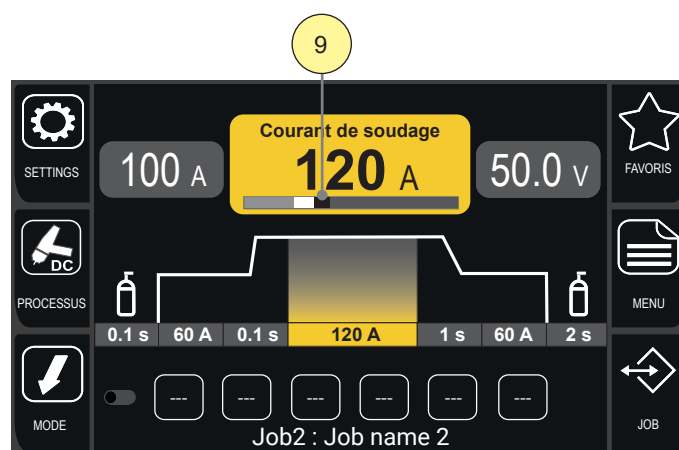 9
SETTINGS
100 A
Courant de soudage
120 A
50.0 V
FAVORIS
DC
PROCESSUS
MENU
0.1 s 60 A 0.1 s 120 A 1 s 60 A 2 s
--- --- --- --- --- ---
MODE
Job2 : Job name 2
JOB